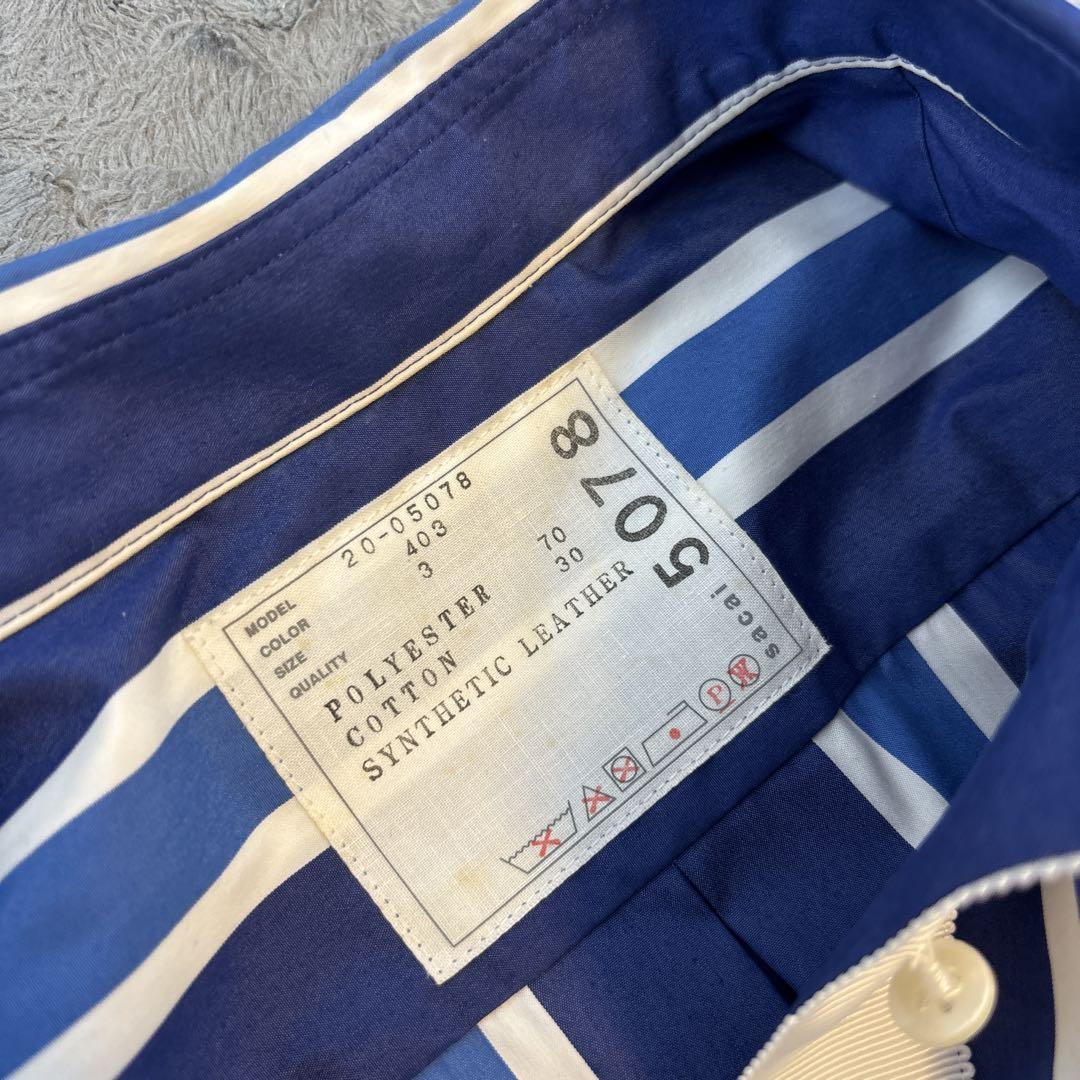 MODEL 20-05078
COLOR 403
SIZE 3
QUALITY
POLYESTER 70
COTTON 30
SYNTHETIC LEATHER
5078
sacai
P
W